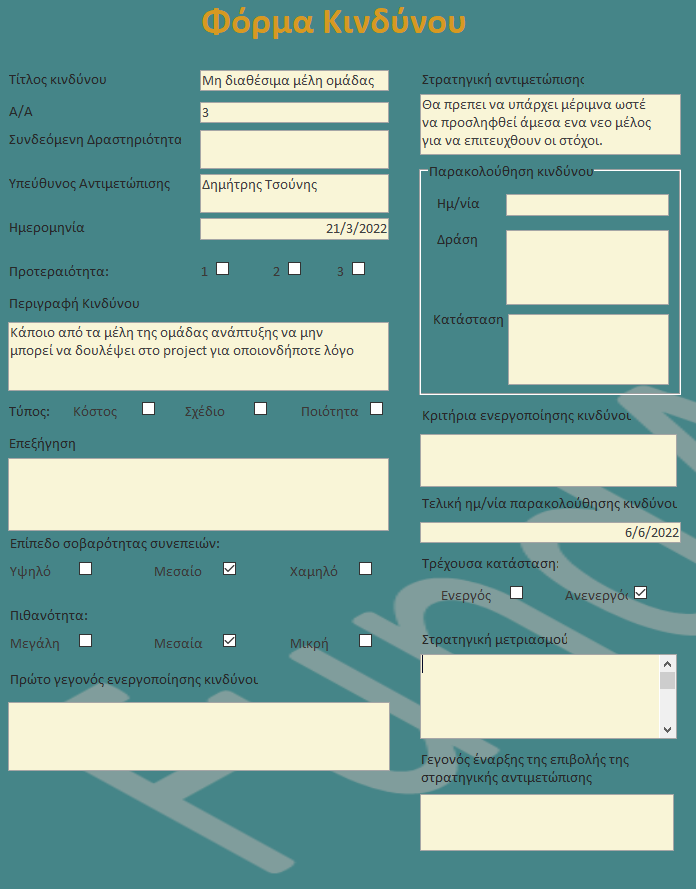 Φόρμα Κινδύνου
Τίτλος κινδύνου
Μη διαθέσιμα μέλη ομάδας
Α/Α
3
Συνδεόμενη Δραστηριότητα
Υπεύθυνος Αντιμετώπισης
Δημήτρης Τσούνης
Ημερομηνία
21/3/2022
Προτεραιότητα:
1
2
3
Περιγραφή Κινδύνου
Κάποιο από τα μέλη της ομάδας ανάπτυξης να μην
μπορεί να δουλέψει στο project για οποιονδήποτε λόγο
Τύπος:
Κόστος
Σχέδιο
Ποιότητα
Επεξήγηση
Επίπεδο σοβαρότητας συνεπειών:
Υψηλό
Μεσαίο
Χαμηλό
Πιθανότητα:
Μεγάλη
Μεσαία
Μικρή
Πρώτο γεγονός ενεργοποίησης κινδύνοι
Στρατηγική αντιμετώπισης
Θα πρεπει να υπάρχει μέριμνα ωστέ
να προσληφθεί άμεσα ενα νεο μέλος
για να επιτευχθουν οι στόχοι.
Παρακολούθηση κινδύνου
Ημ/νία
Δράση
Κατάσταση
Κριτήρια ενεργοποίησης κινδύνοι
Τελική ημ/νία παρακολούθησης κινδύνοι
6/6/2022
Τρέχουσα κατάσταση:
Ενεργός
Ανενεργός
Στρατηγική μετριασμού
Γεγονός έναρξης της επιβολής της
στρατηγικής αντιμετώπισης